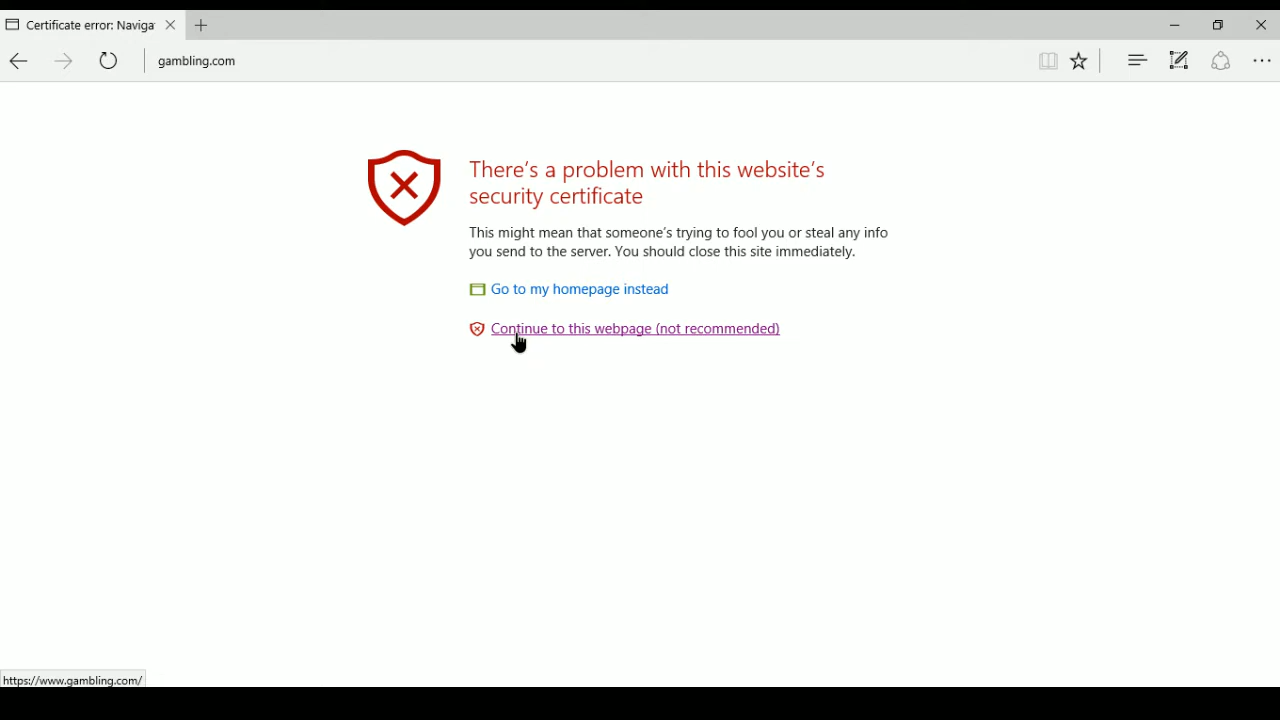 Certificate error: Naviga
gambling.com
There's a problem with this website's
security certificate
This might mean that someone's trying to fool you or steal any info
you send to the server. You should close this site immediately.
Go to my homepage instead
Continue to this webpage (not recommended)
https://www.gambling.com/